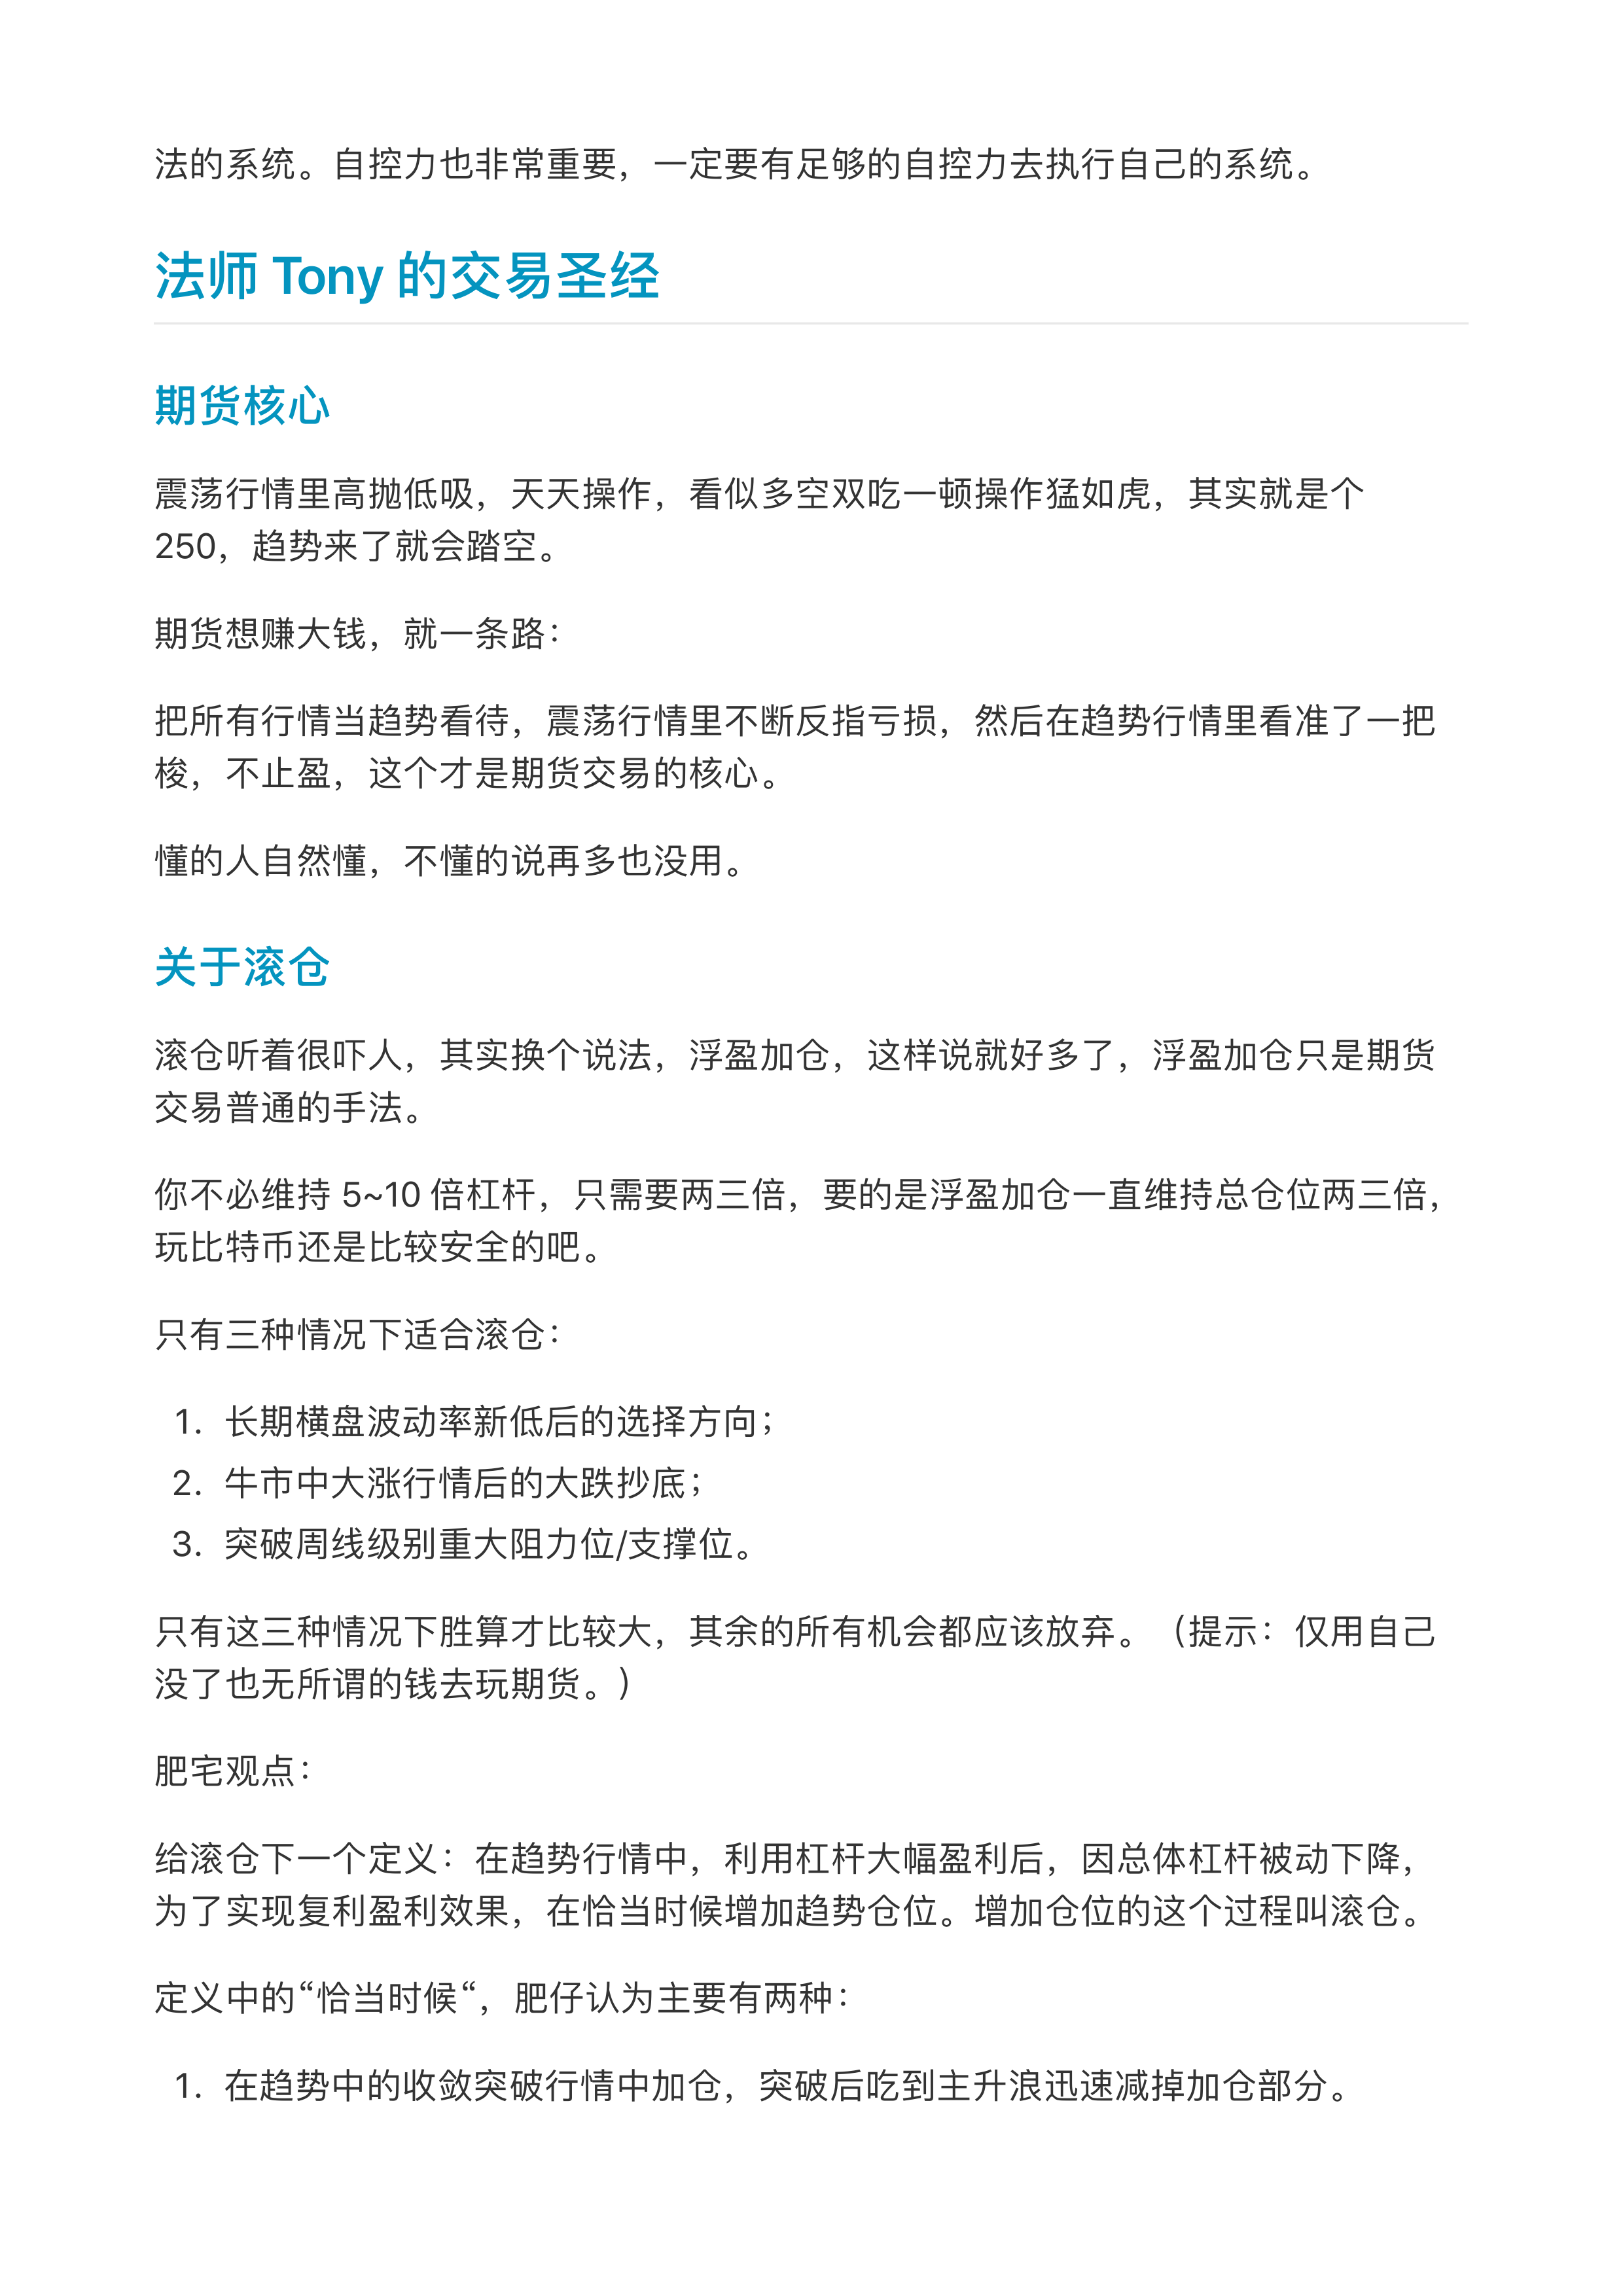 法的系统。自控力也非常重要，一定要有足够的自控力去执行自己的系统。
法师 Tony 的交易圣经
期货核心
震荡行情里高抛低吸，天天操作，看似多空双吃一顿操作猛如虎，其实就是个
250，趋势来了就会踏空。
期货想赚大钱，就一条路：
把所有行情当趋势看待，震荡行情里不断反指亏损，然后在趋势行情里看准了一把
梭，不止盈，这个才是期货交易的核心。
懂的人自然懂，不懂的说再多也没用。
关于滚仓
滚仓听着很吓人，其实换个说法，浮盈加仓，这样说就好多了，浮盈加仓只是期货
交易普通的手法。
你不必维持 5~10 倍杠杆，只需要两三倍，要的是浮盈加仓一直维持总仓位两三倍，
玩比特币还是比较安全的吧。
只有三种情况下适合滚仓：
1. 长期横盘波动率新低后的选择方向；
2. 牛市中大涨行情后的大跌抄底；
3. 突破周线级别重大阻力位/支撑位。
只有这三种情况下胜算才比较大，其余的所有机会都应该放弃。（提示：仅用自己
没了也无所谓的钱去玩期货。）
肥宅观点：
给滚仓下一个定义：在趋势行情中，利用杠杆大幅盈利后，因总体杠杆被动下降，
为了实现复利盈利效果，在恰当时候增加趋势仓位。增加仓位的这个过程叫滚仓。
定义中的“恰当时候“，肥仔认为主要有两种：
1. 在趋势中的收敛突破行情中加仓，突破后吃到主升浪迅速减掉加仓部分。